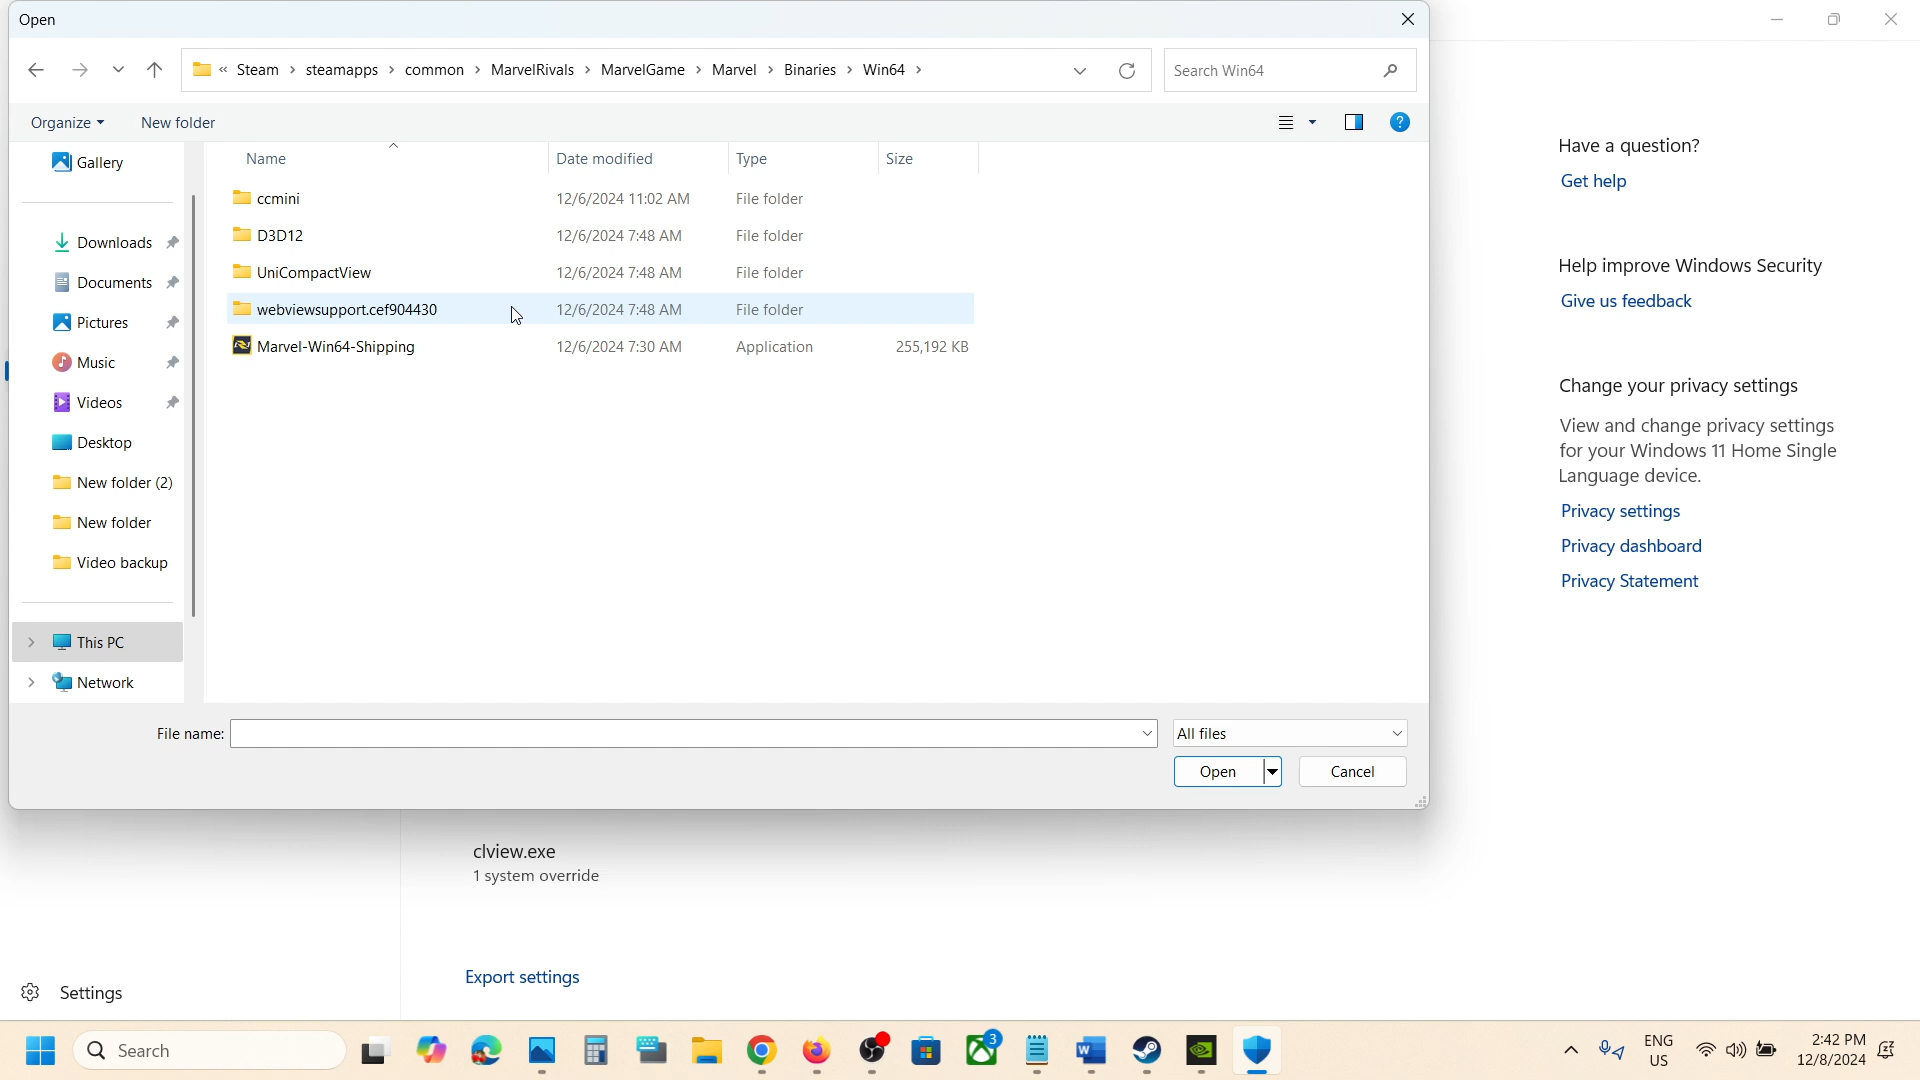 Open
« Steam > steamapps > common > MarvelRivals > MarvelGame > Marvel > Binaries > Win64 >
Search Win64
Organize
New folder
Name Date modified Type Size
ccmini 12/6/2024 11:02 AM File folder
D3D12 12/6/2024 7:48 AM File folder
UniCompactView 12/6/2024 7:48 AM File folder
webviewsupport.cef904430 12/6/2024 7:48 AM File folder
Marvel-Win64-Shipping 12/6/2024 7:30 AM Application 255,192 KB
Gallery
Downloads
Documents
Pictures
Music
Videos
Desktop
New folder (2)
New folder
Video backup
This PC
Network
File name:
All files
Open
Cancel
Have a question?
Get help
Help improve Windows Security
Give us feedback
Change your privacy settings
View and change privacy settings
for your Windows 11 Home Single
Language device.
Privacy settings
Privacy dashboard
Privacy Statement
clview.exe
1 system override
Export settings
Settings
Search
3
ENG
US
2:42 PM
12/8/2024